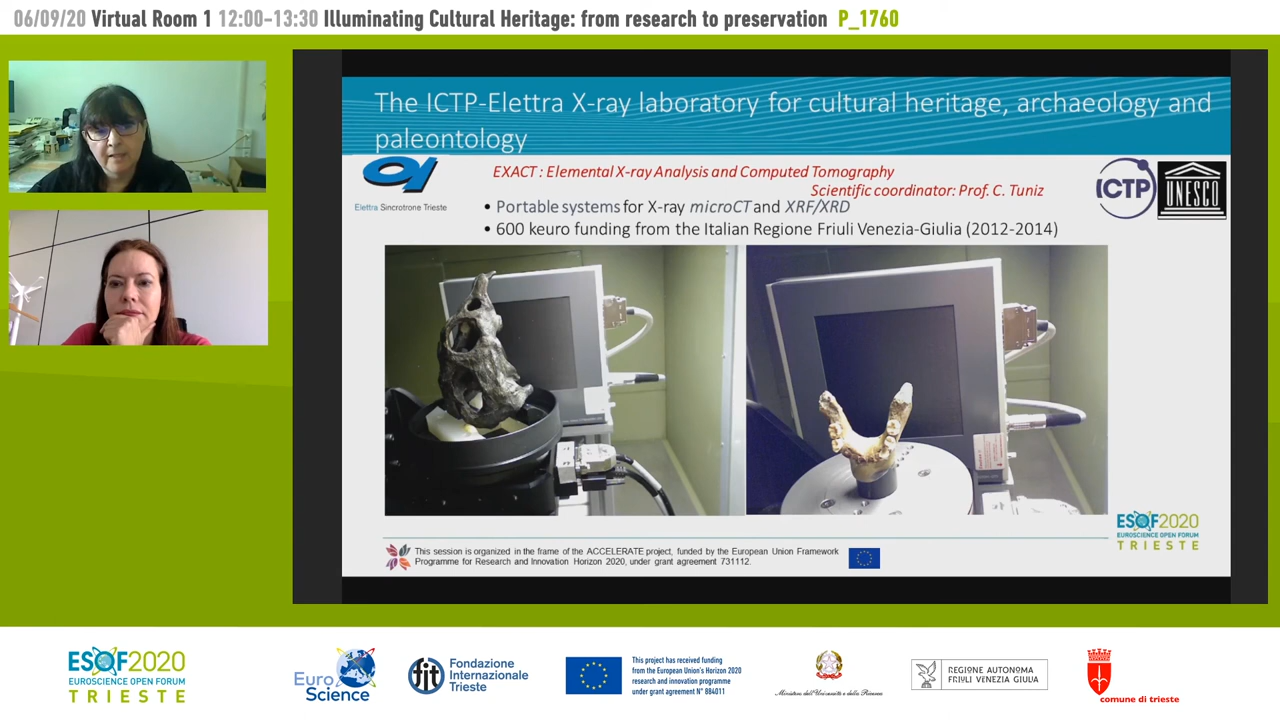 06/09/20 Virtual Room 1 12:00-13:30 Illuminating Cultural Heritage: from research to preservation P_1760
The ICTP-Elettra X-ray laboratory for cultural heritage, archaeology and
paleontology
Elettra Sincrotrone Trieste
EXACT : Elemental X-ray Analysis and Computed Tomography
Scientific coordinator: Prof. C. Tuniz
ICTP
UNESCO
• Portable systems for X-ray microCT and XRF/XRD
• 600 keuro funding from the Italian Regione Friuli Venezia-Giulia (2012-2014)
ESOF2020
EUROSCIENCE OPEN FORUM
TRIESTE
This session is organized in the frame of the ACCELERATE project, funded by the European Union Framework
Programme for Research and Innovation Horizon 2020, under grant agreement 731112.
ESOF2020
EUROSCIENCE OPEN FORUM
TRIESTE
Euro
Science
fit
Fondazione
Internazionale
Trieste
This project has received funding
from the European Union's Horizon 2020
research and innovation programme
under grant agreement N° 884011
Ministero dell'Università e della Ricerca
REGIONE AUTONOMA
FRIULI VENEZIA GIULIA
comune di trieste